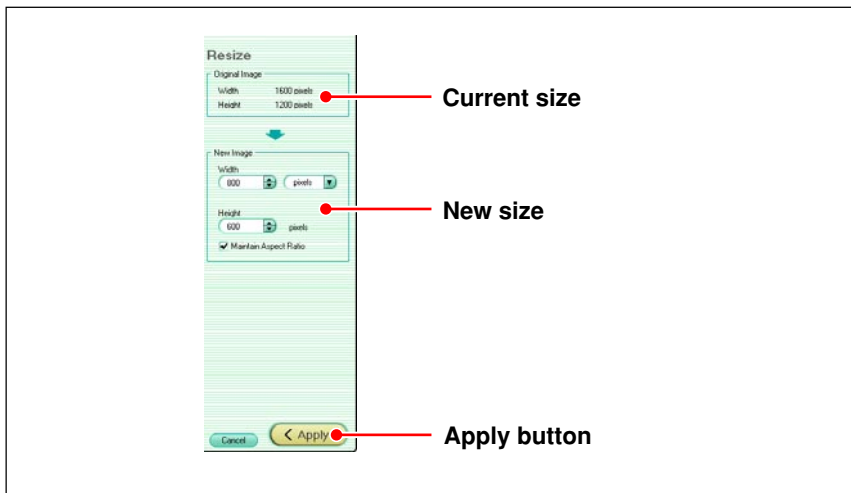 Resize
Original Image
Width 1600 pixels
Height 1200 pixels
Current size
New Image
Width
800 pixels
New size
Height
600 pixels
Maintain Aspect Ratio
Cancel
< Apply
Apply button